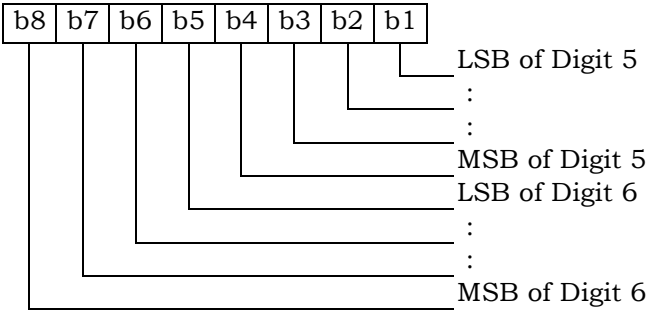 b8 b7 b6 b5 b4 b3 b2 b1
LSB of Digit 5
:
:
MSB of Digit 5
LSB of Digit 6
:
:
MSB of Digit 6